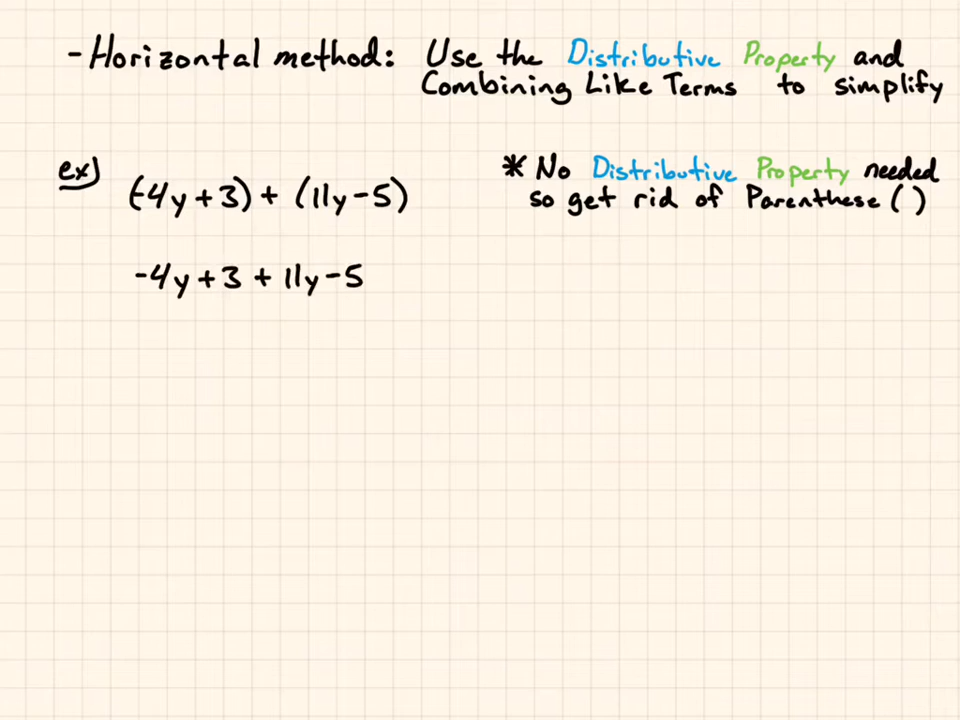 - Horizontal method: Use the Distributive Property and
Combining Like Terms to simplify
ex) (-4y + 3) + (11y - 5)
* No Distributive Property needed
so get rid of Parenthese ( )
-4y + 3 + 11y - 5